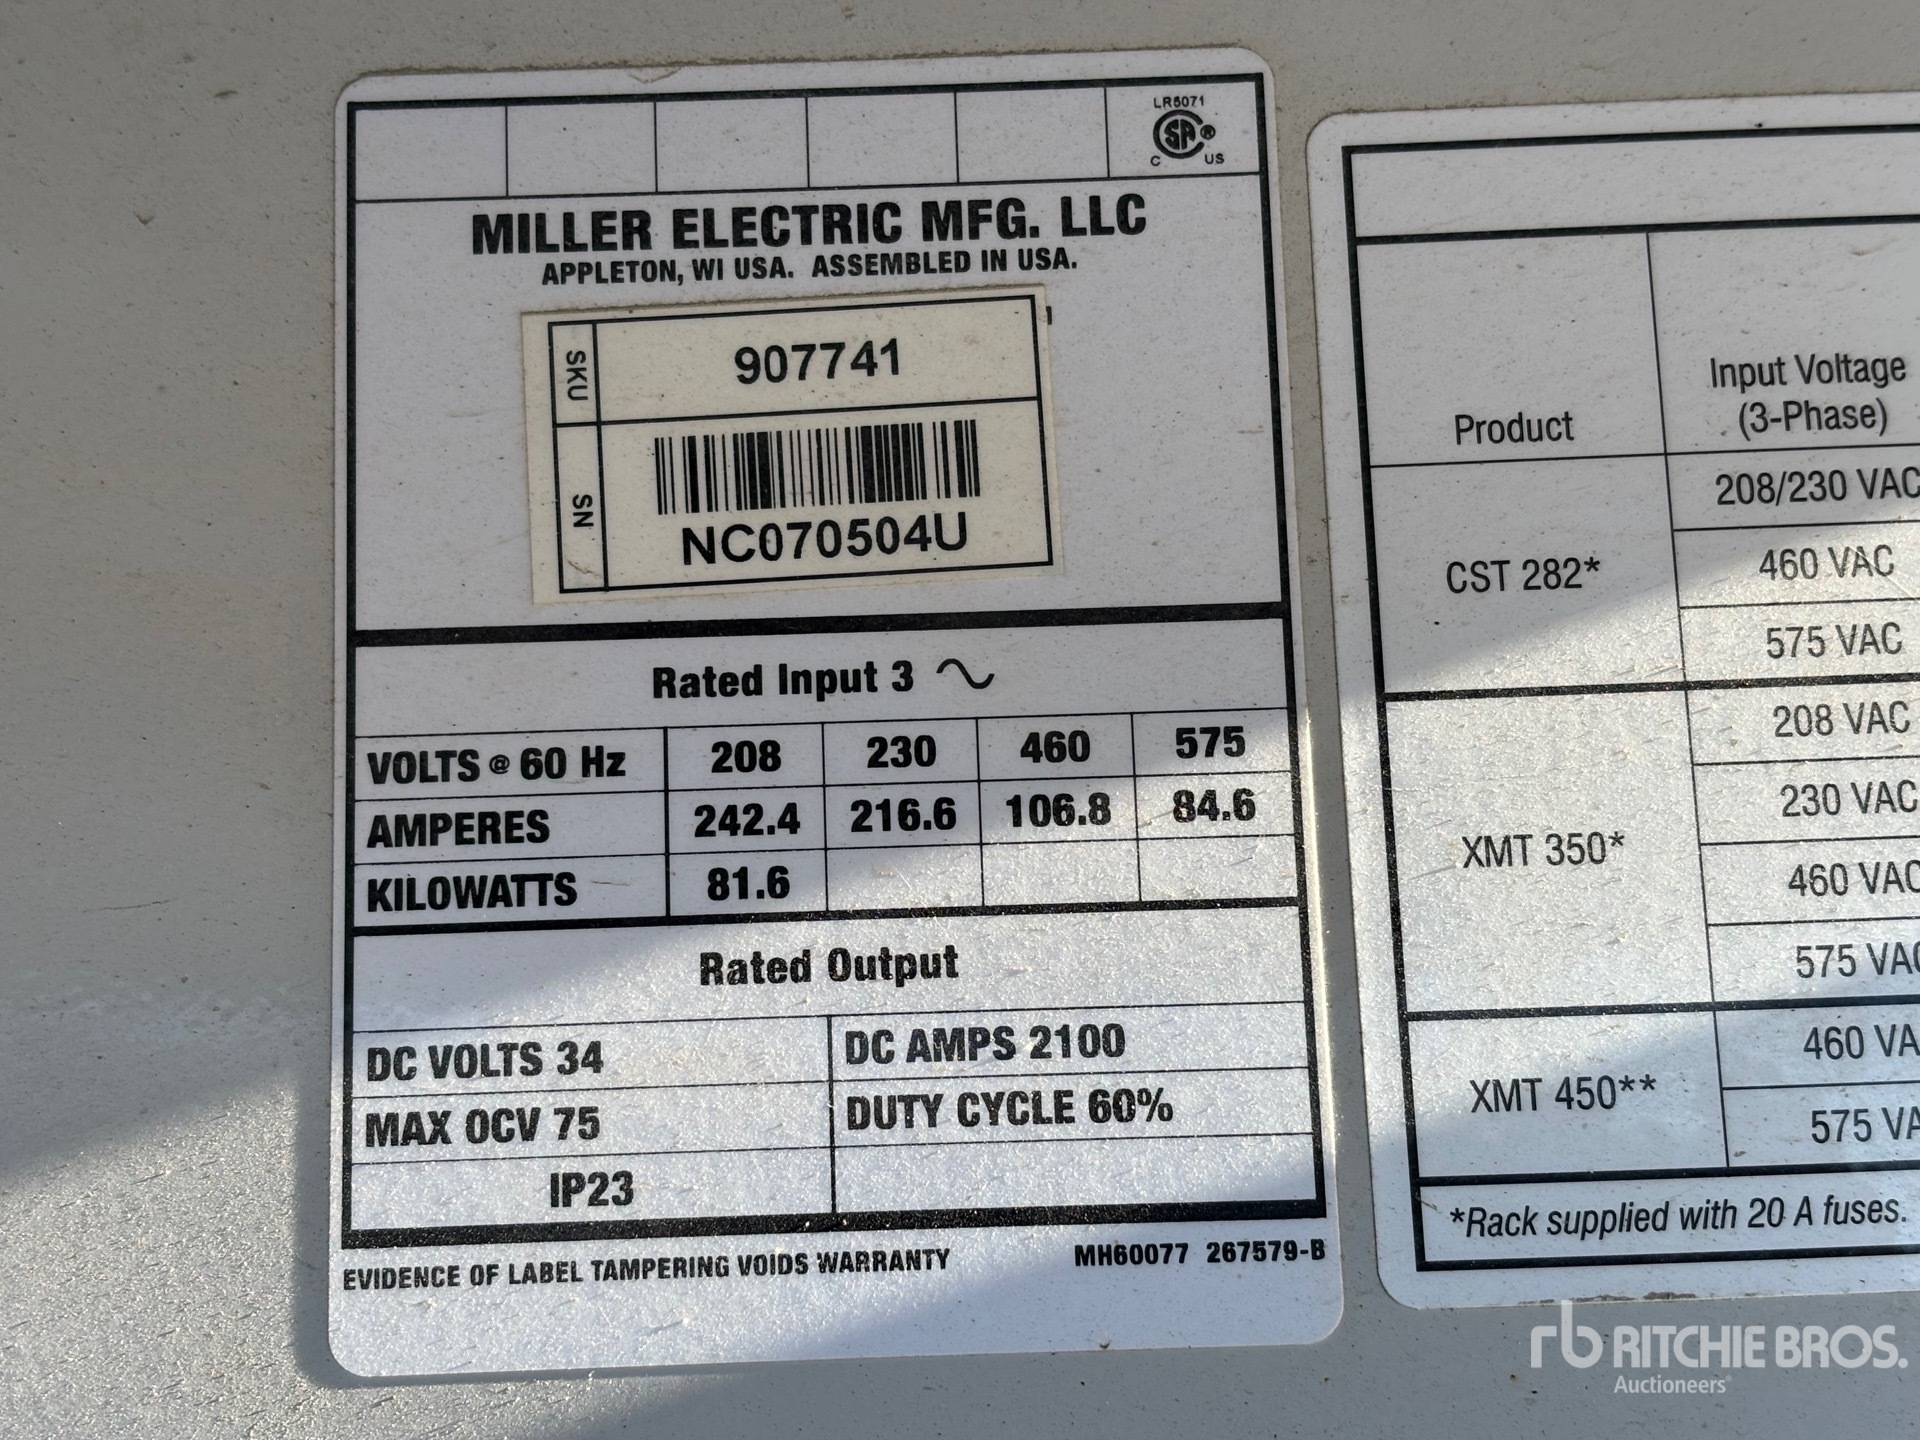 LR5071
SA ®
C US
MILLER ELECTRIC MFG. LLC
APPLETON, WI USA. ASSEMBLED IN USA.
SKU 907741
SN
NC070504U
Rated Input 3
VOLTS @ 60 Hz 208 230 460 575
AMPERES 242.4 216.6 106.8 84.6
KILOWATTS 81.6
Rated Output
DC VOLTS 34 DC AMPS 2100
MAX OCV 75 DUTY CYCLE 60%
IP23
EVIDENCE OF LABEL TAMPERING VOIDS WARRANTY MH60077 267579-B
Product
Input Voltage
(3-Phase)
CST 282*
208/230 VAC
460 VAC
575 VAC
XMT 350*
208 VAC
230 VAC
460 VAC
575 VAC
XMT 450**
460 VA
575 VA
*Rack supplied with 20 A fuses.
rb RITCHIE BROS.
Auctioneers